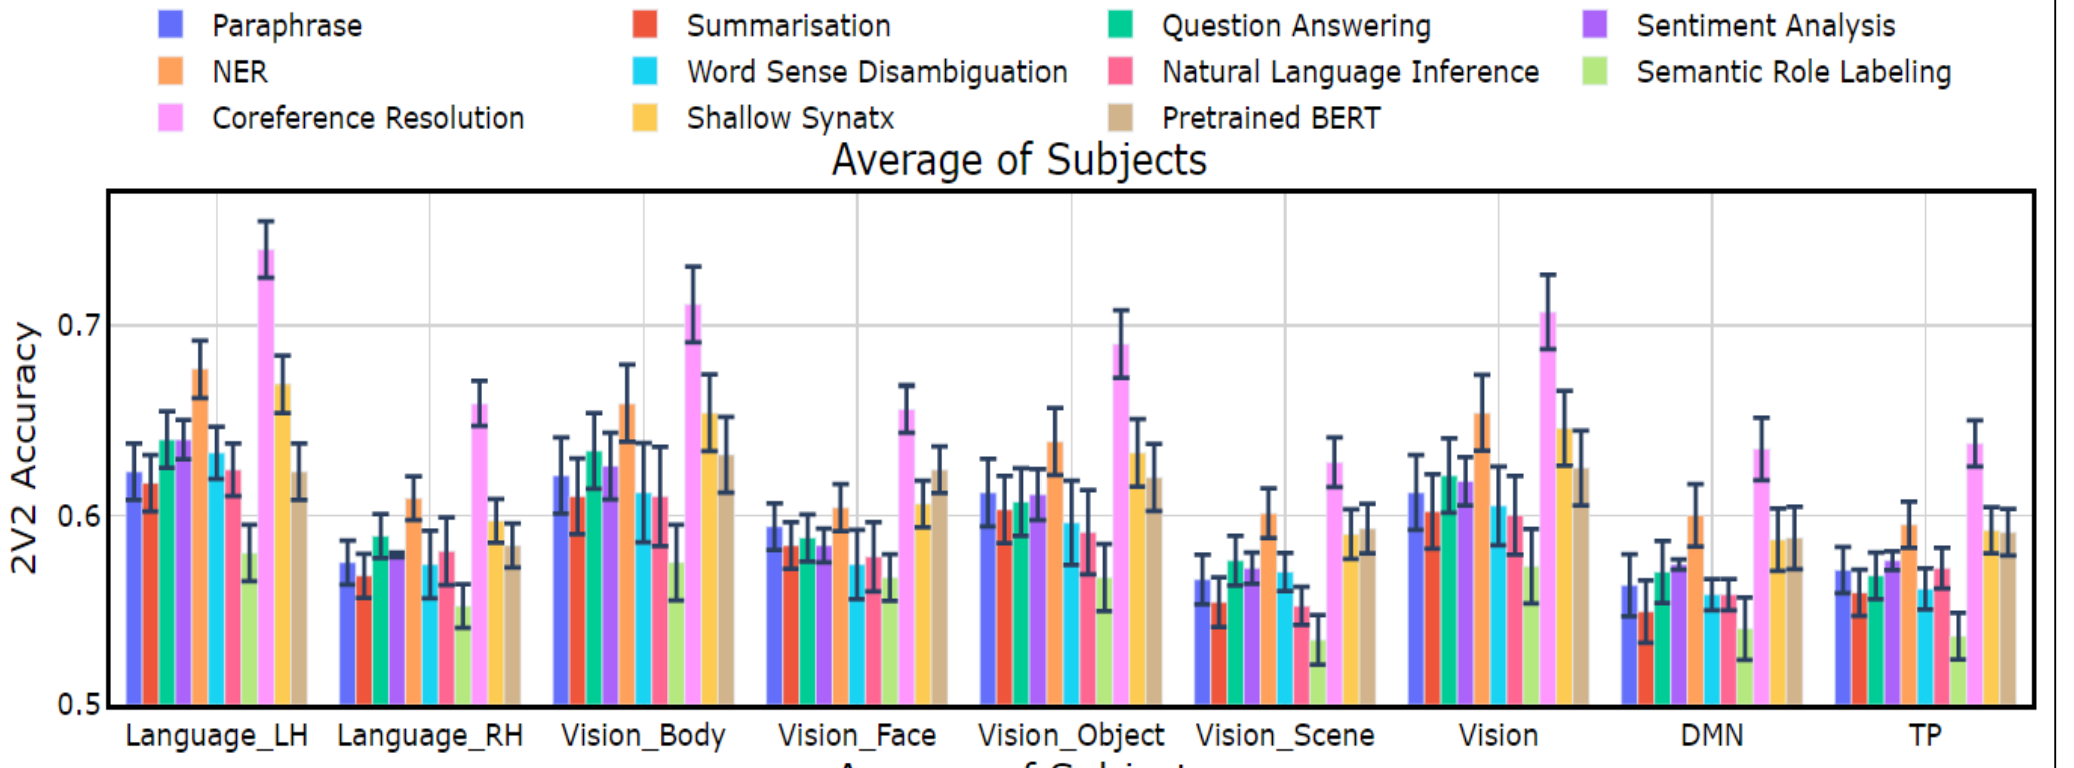 Paraphrase Summarisation Question Answering Sentiment Analysis
NER Word Sense Disambiguation Natural Language Inference Semantic Role Labeling
Coreference Resolution Shallow Synatx Pretrained BERT
Average of Subjects
2V2 Accuracy
0.7
0.6
0.5
Language_LH Language_RH Vision_Body Vision_Face Vision_Object Vision_Scene Vision DMN TP